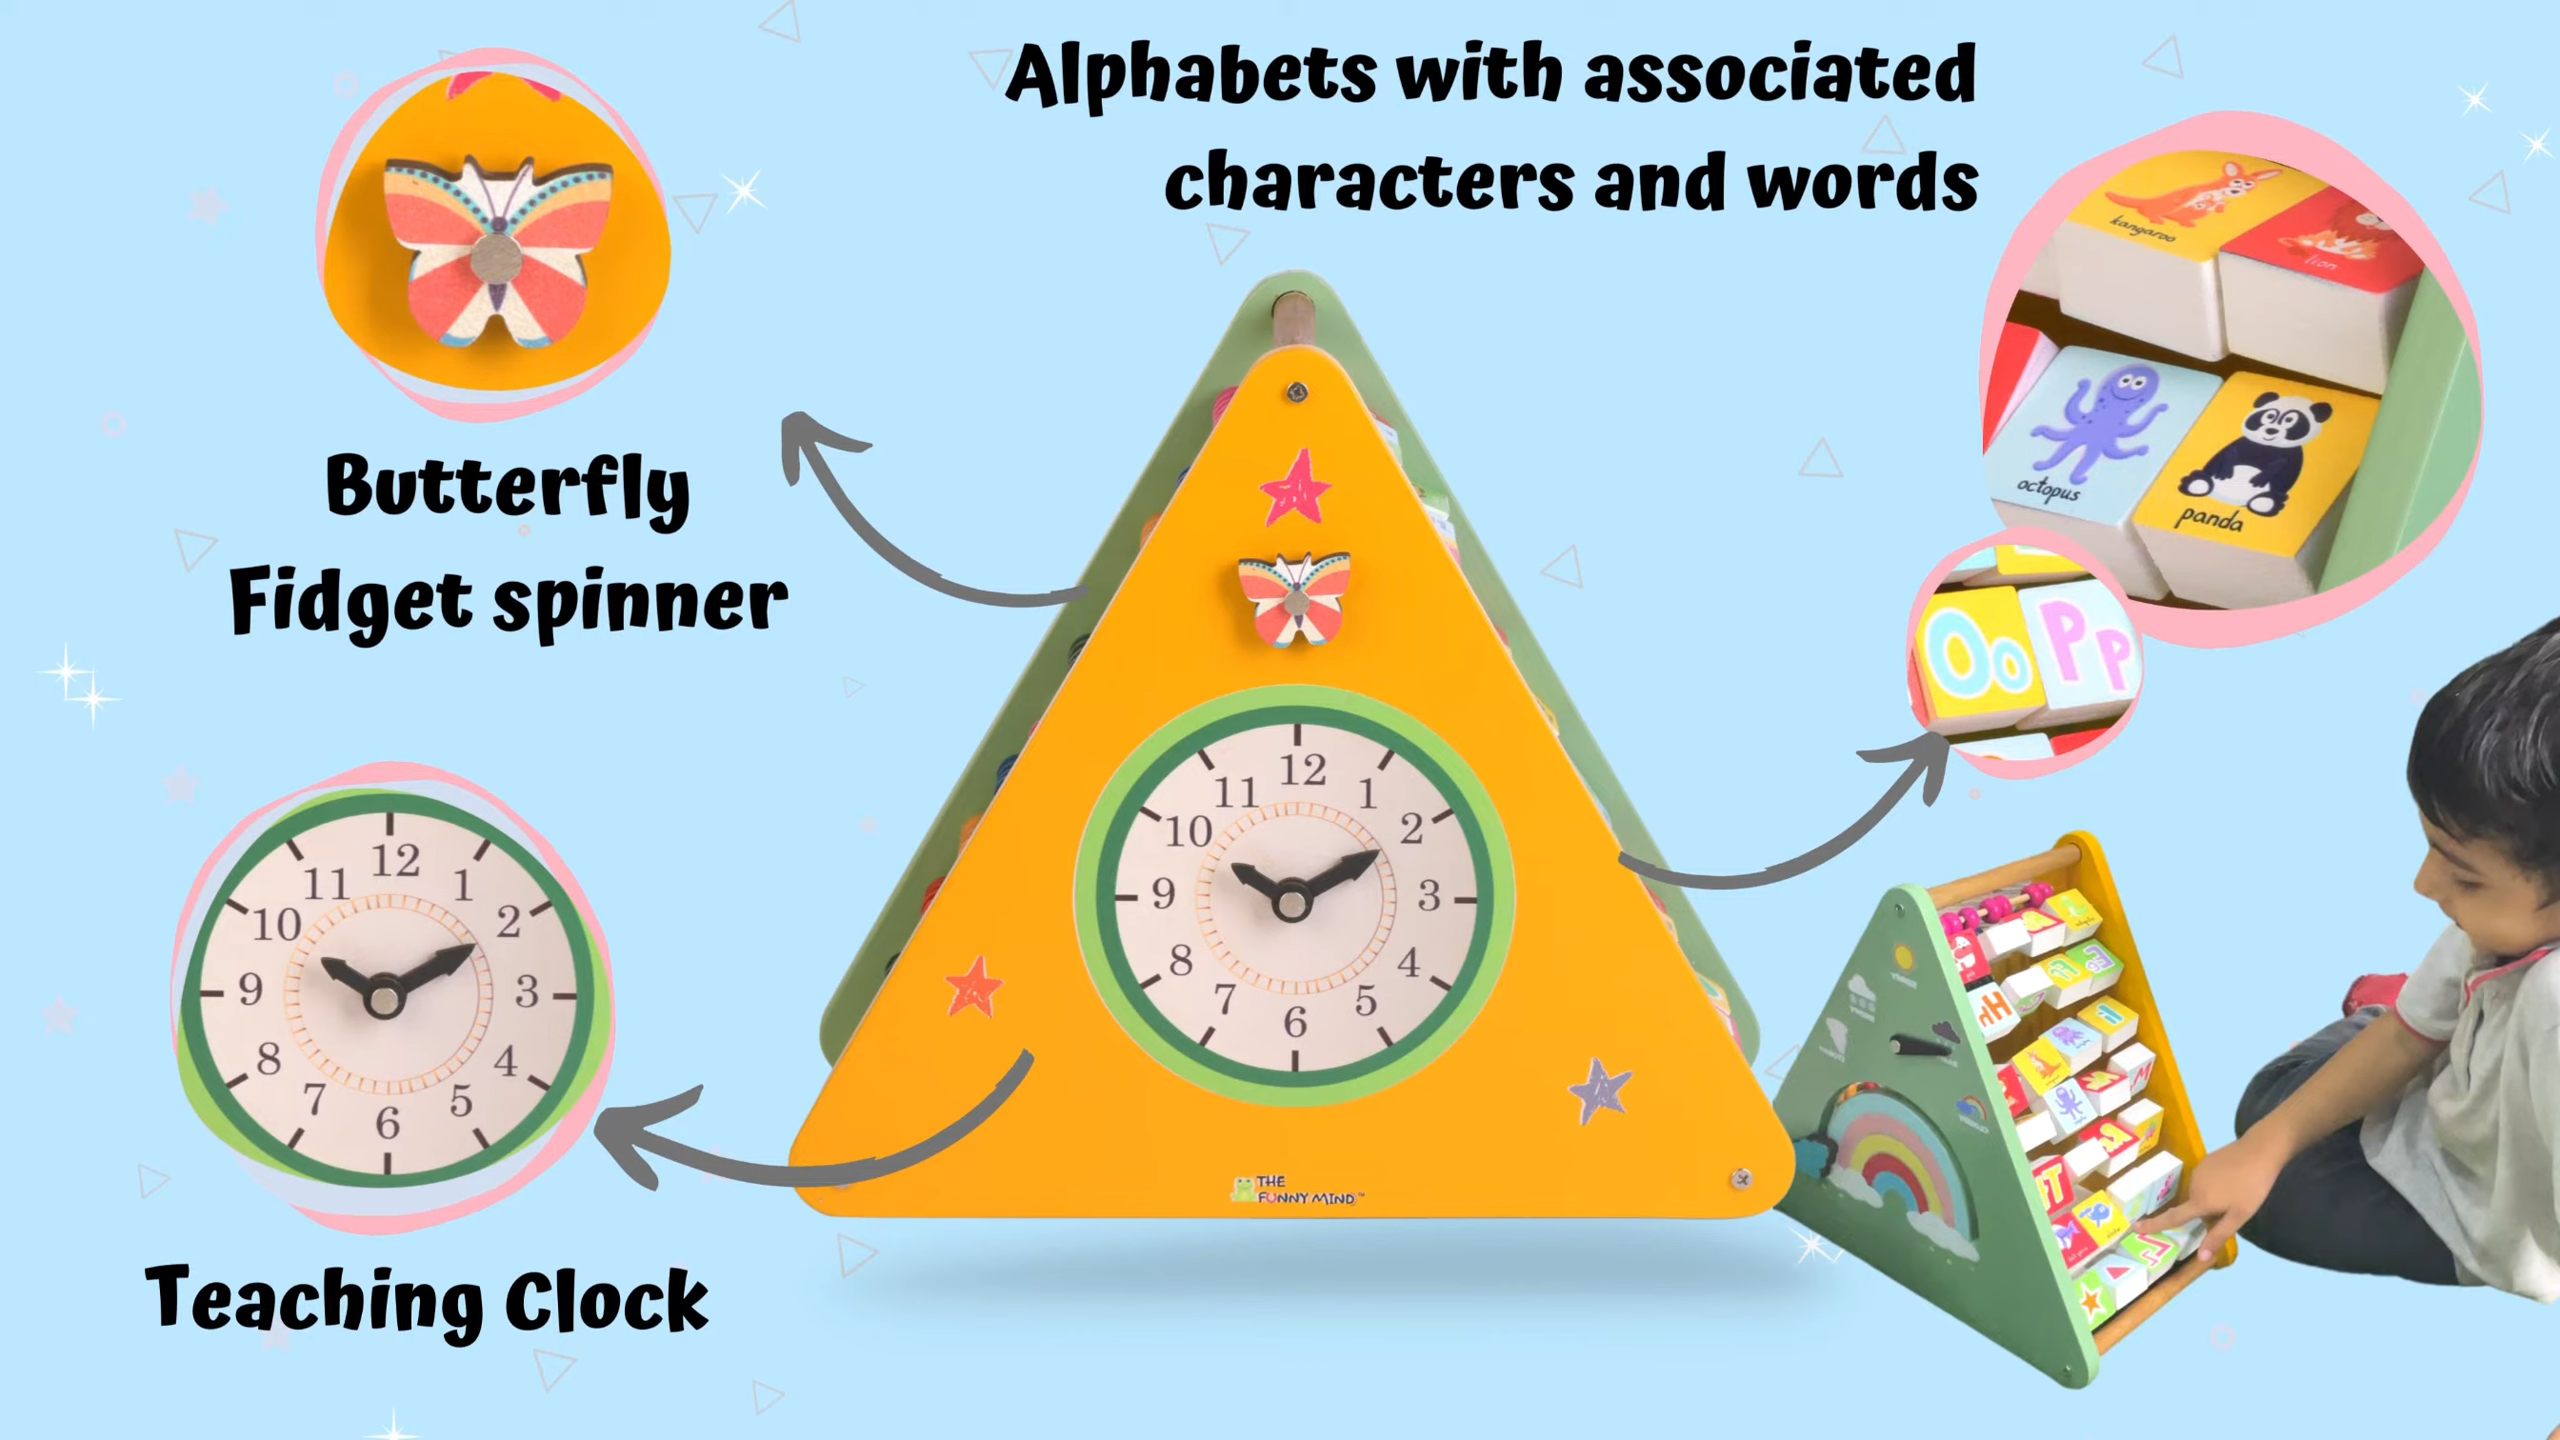 Alphabets with associated
characters and words
Butterfly
Fidget spinner
Teaching Clock
kangaroo
lion
octopus
panda
Oo
Pp
12
1
2
3
4
5
6
7
8
9
10
11
12
1
2
3
4
5
6
7
8
9
10
11
THE
FUNNY MIND™